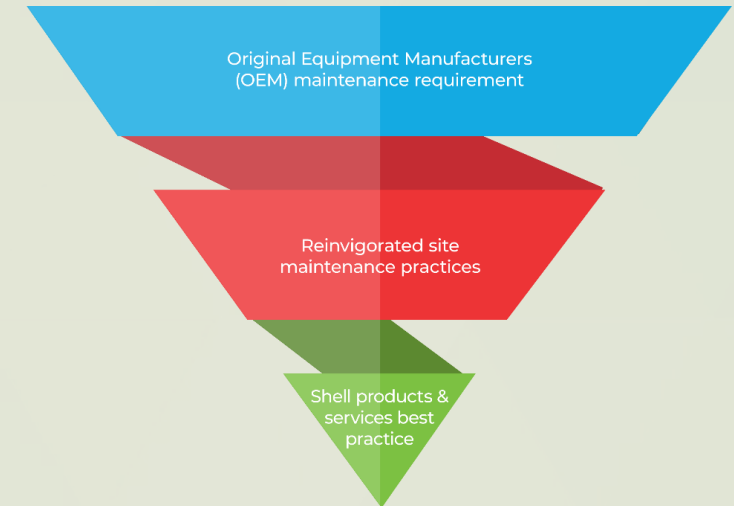 Original Equipment Manufacturers
(OEM) maintenance requirement
Reinvigorated site
maintenance practices
Shell products &
services best
practice